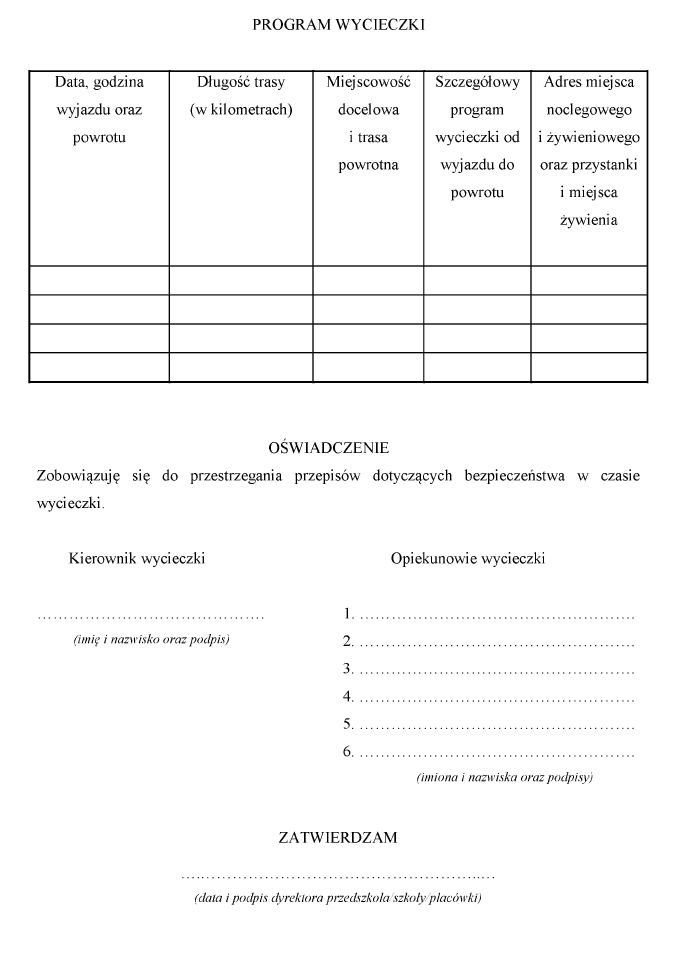 PROGRAM WYCIECZKI
Data, godzina
wyjazdu oraz
powrotu
Długość trasy
(w kilometrach)
Miejscowość
docelowa
i trasa
powrotna
Szczegółowy
program
wycieczki od
wyjazdu do
powrotu
Adres miejsca
noclegowego
i żywieniowego
oraz przystanki
i miejsca
żywienia
OŚWIADCZENIE
Zobowiązuję się do przestrzegania przepisów dotyczących bezpieczeństwa w czasie
wycieczki.
Kierownik wycieczki
…………………………………….
(imię i nazwisko oraz podpis)
Opiekunowie wycieczki
1. …………………………………………….
2. …………………………………………….
3. …………………………………………….
4. …………………………………………….
5. …………………………………………….
6. …………………………………………….
(imiona i nazwiska oraz podpisy)
ZATWIERDZAM
…………………………………………………..…
(data i podpis dyrektora przedszkola/szkoły/placówki)